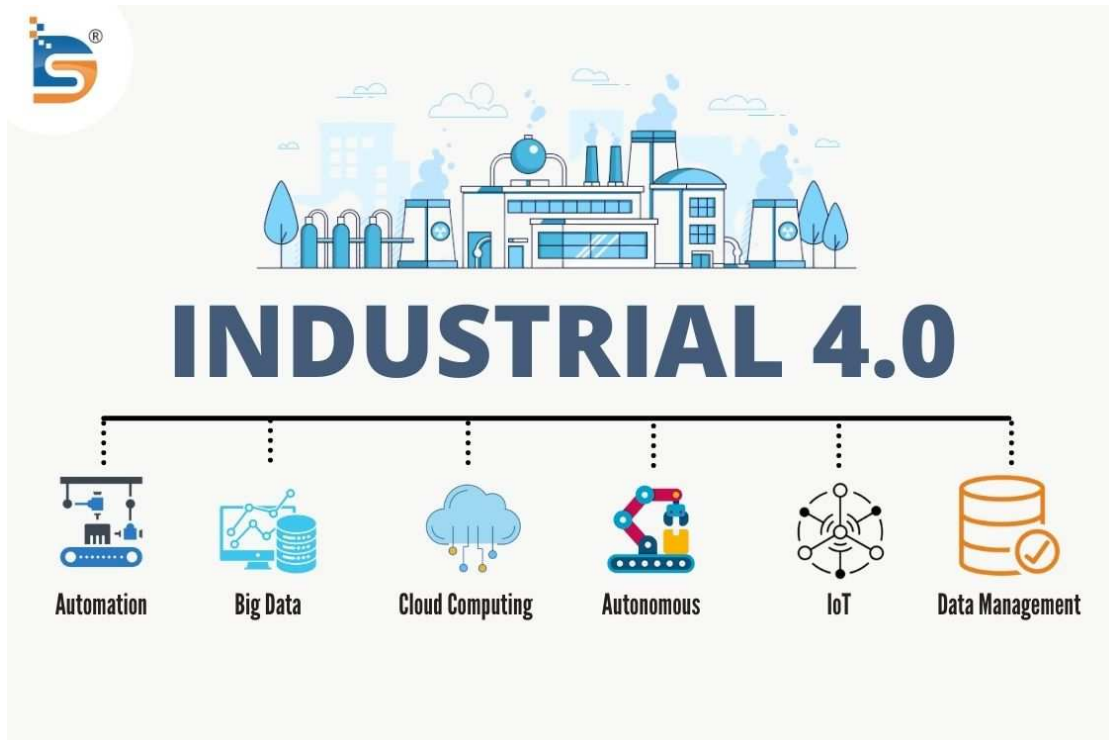 ®
INDUSTRIAL 4.0
Automation
Big Data
Cloud Computing
Autonomous
IoT
Data Management